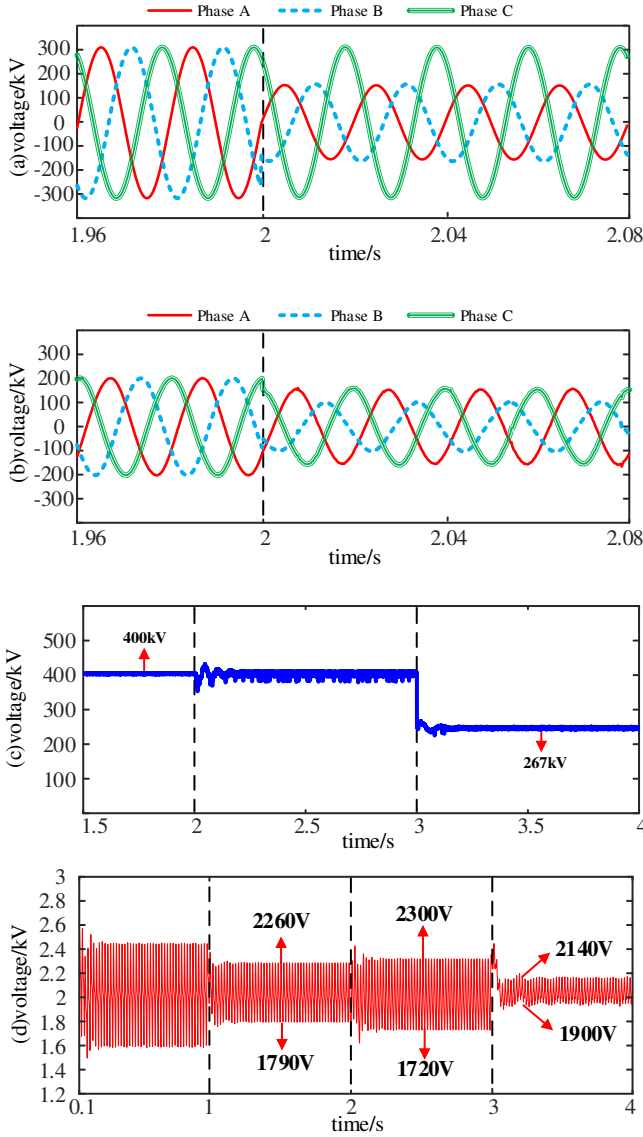 Phase A Phase B Phase C
300
200
100
0
-100
-200
-300
(a)voltage/kV
1.96 2 2.04 2.08
time/s
Phase A Phase B Phase C
300
200
100
0
-100
-200
-300
(b)voltage/kV
1.96 2 2.04 2.08
time/s
500
400
300
200
100
(c)voltage/kV
400kV
267kV
1.5 2 2.5 3 3.5 4
time/s
3
2.8
2.6
2.4
2.2
2.0
1.8
1.6
1.4
1.2
(d)voltage/kV
2260V
2300V
2140V
1790V
1720V
1900V
0.1 1 2 3 4
time/s